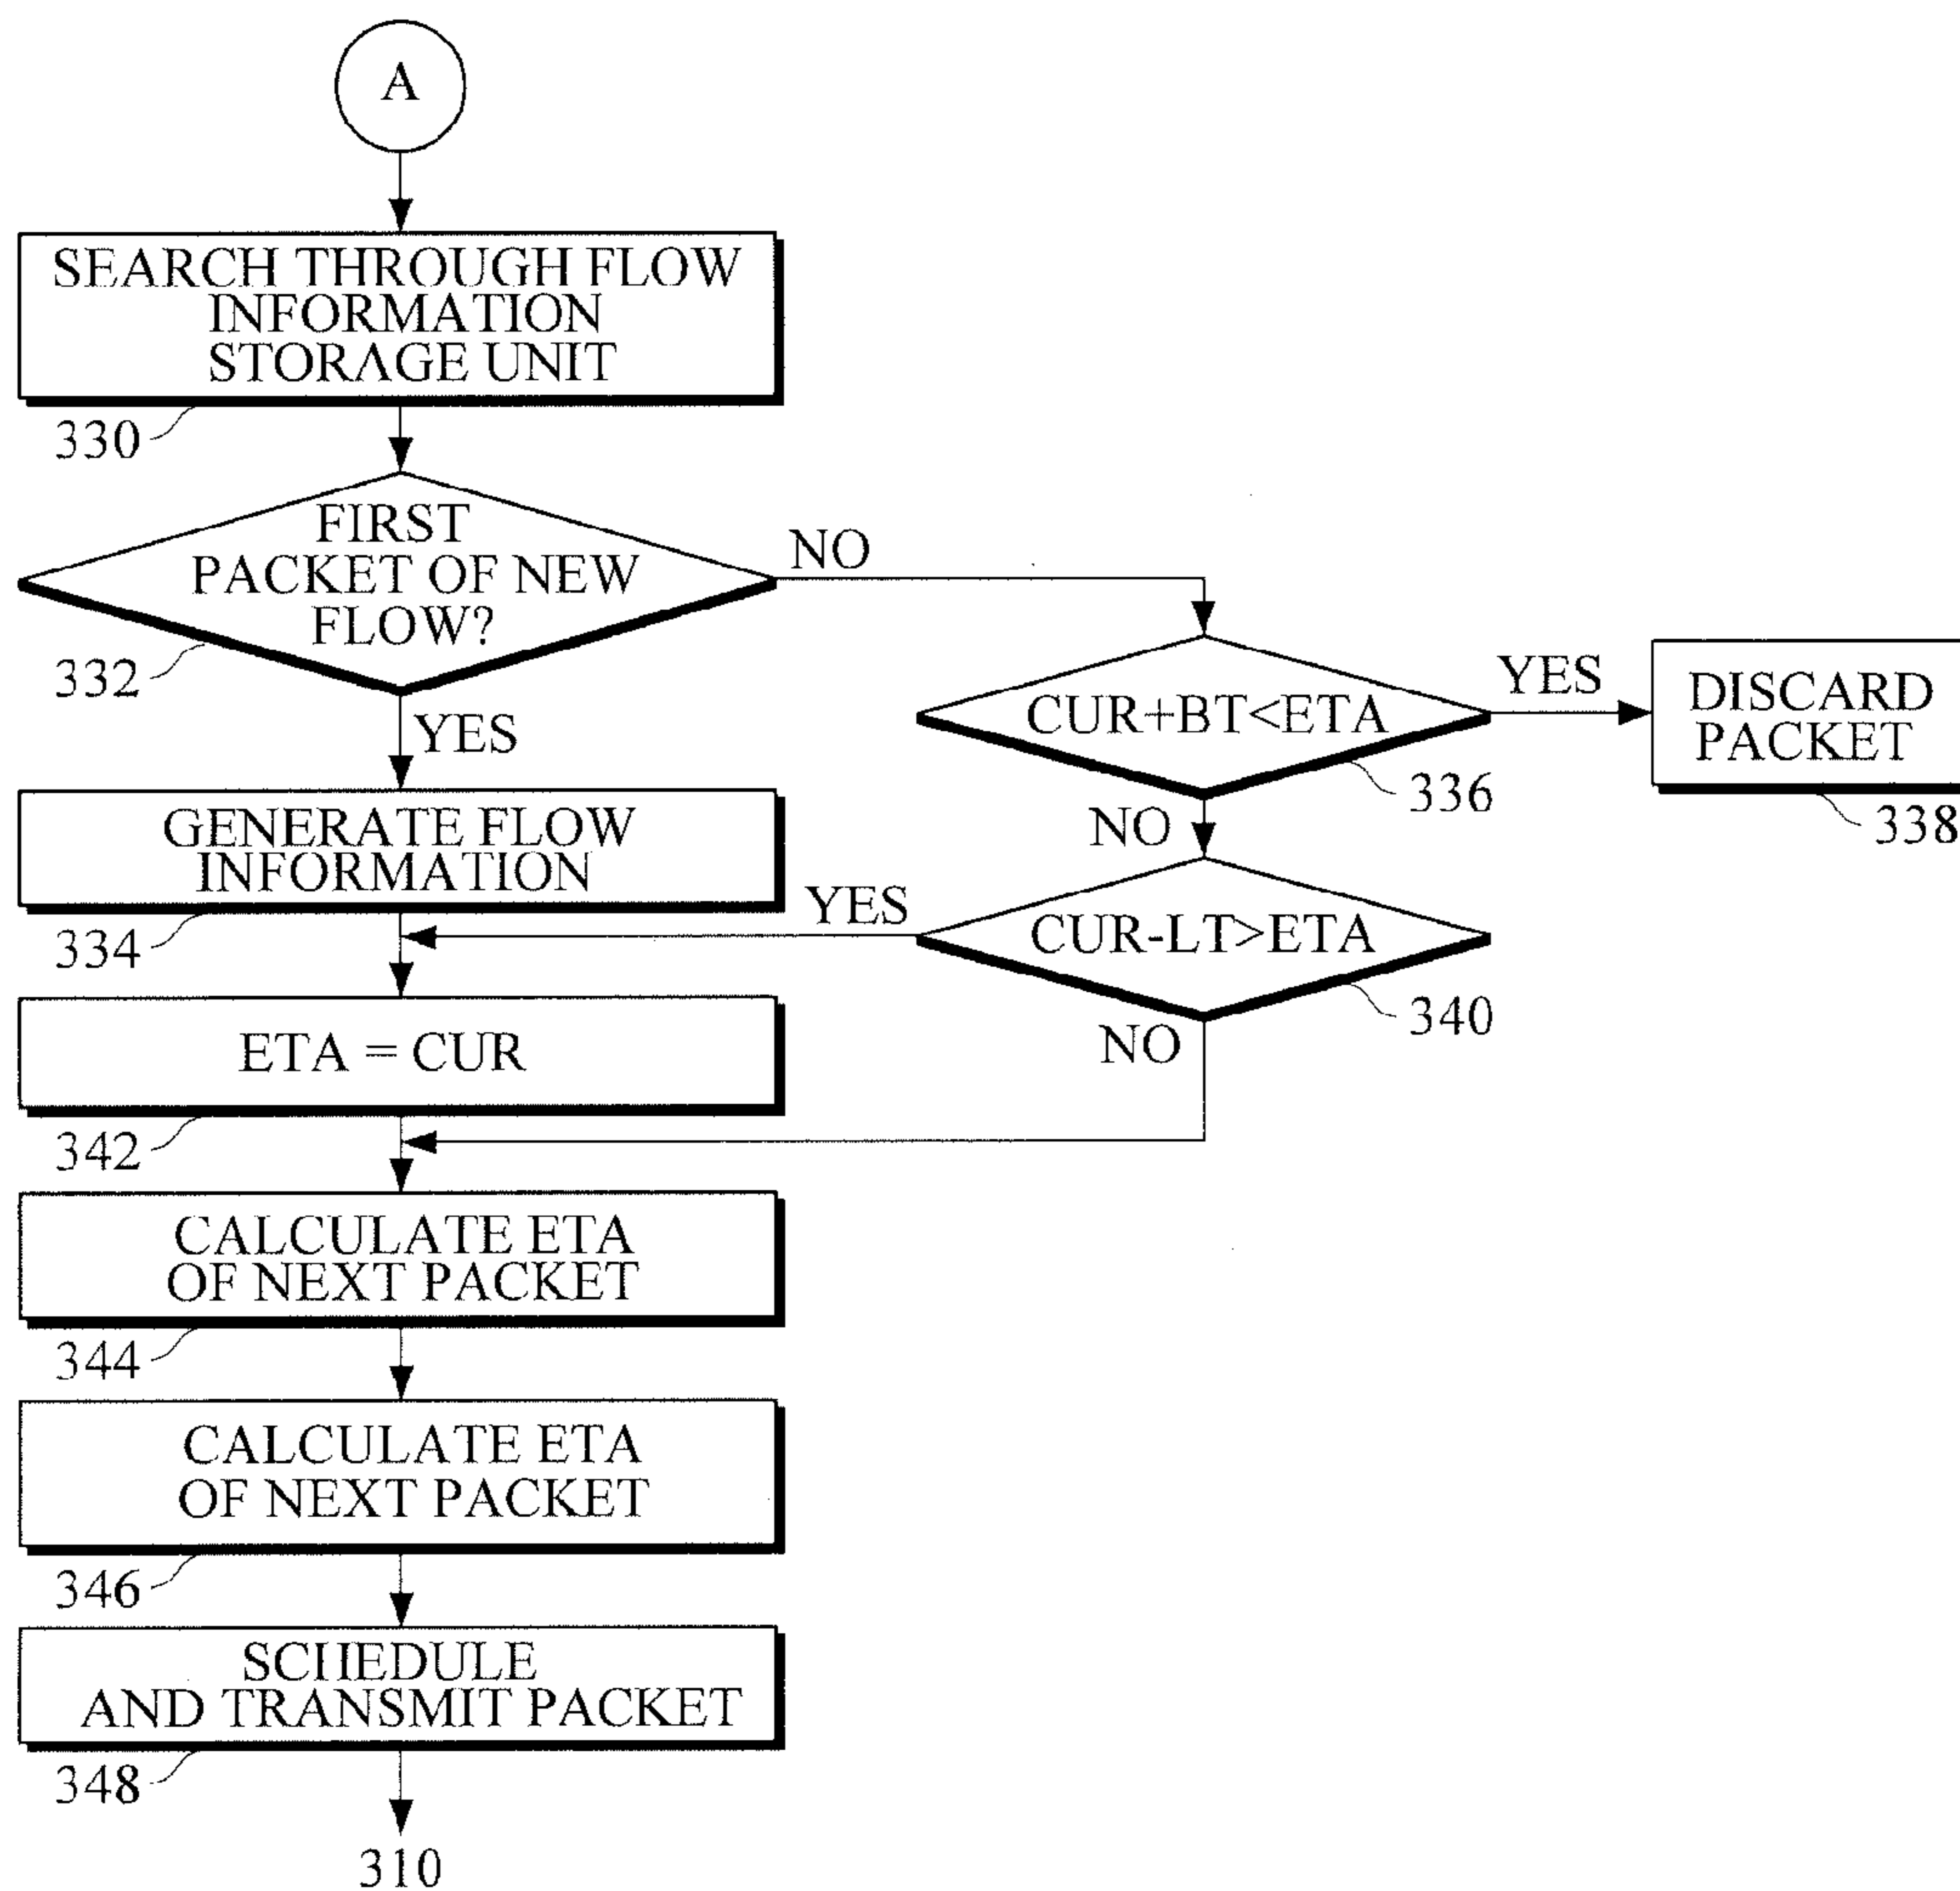 A
SEARCH THROUGH FLOW
INFORMATION
STORAGE UNIT
330
FIRST
PACKET OF NEW
FLOW?
332
NO
YES
CUR+BT<ETA
336
YES
DISCARD
PACKET
338
NO
GENERATE FLOW
INFORMATION
334
CUR-LT>ETA
340
YES
NO
ETA = CUR
342
CALCULATE ETA
OF NEXT PACKET
344
CALCULATE ETA
OF NEXT PACKET
346
SCHEDULE
AND TRANSMIT PACKET
348
310